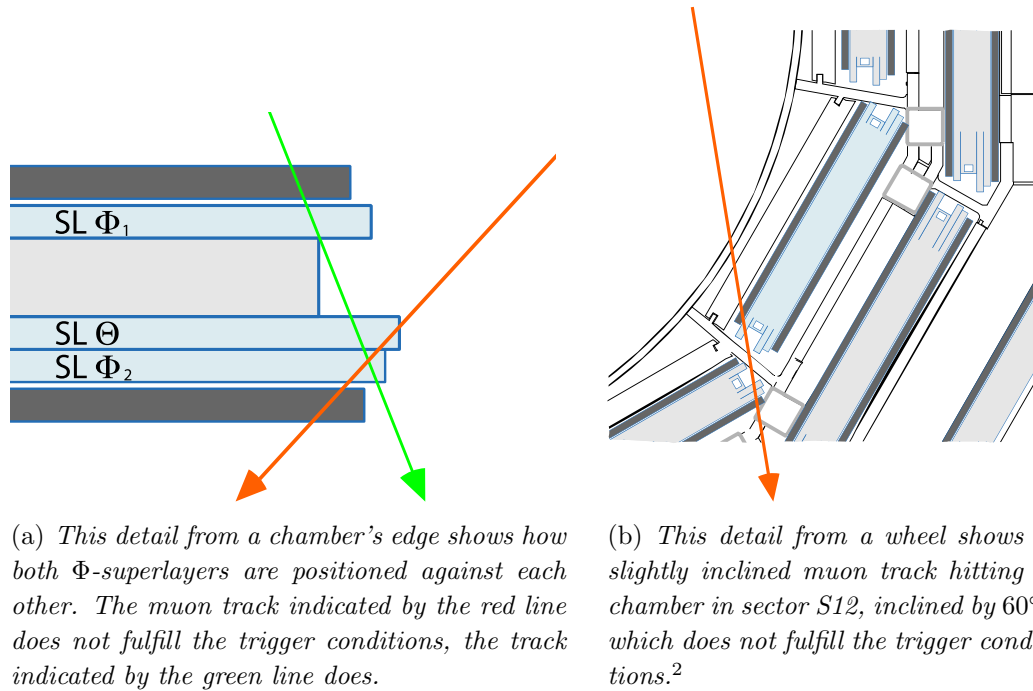 SL Φ₁
SL Θ
SL Φ₂
(a) This detail from a chamber's edge shows how
both Φ-superlayers are positioned against each
other. The muon track indicated by the red line
does not fulfill the trigger conditions, the track
indicated by the green line does.
(b) This detail from a wheel shows
slightly inclined muon track hitting
chamber in sector S12, inclined by 60°
which does not fulfill the trigger cond
tions.²